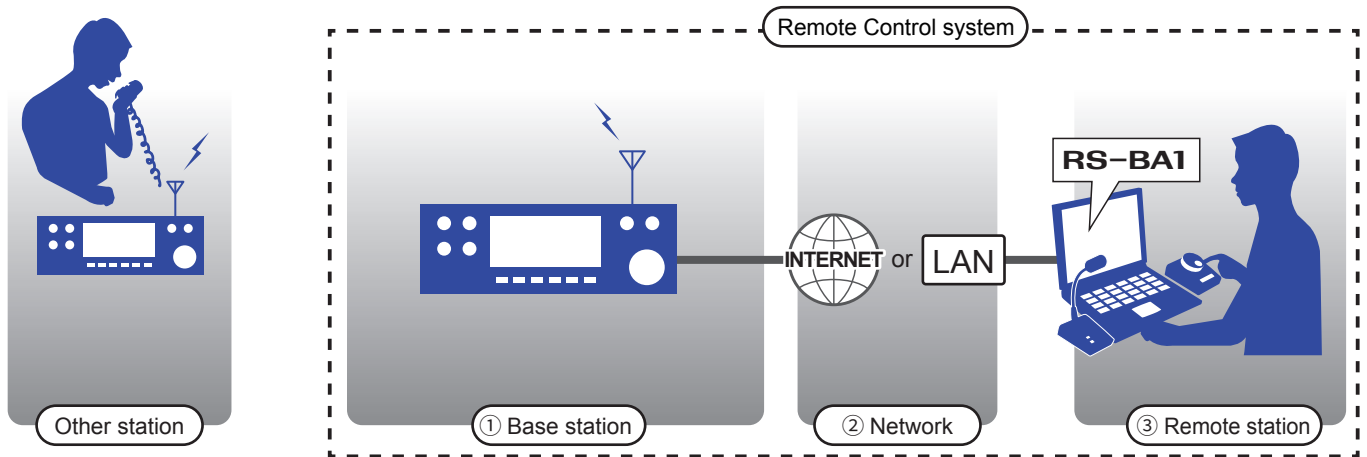 Remote Control system
RS-BA1
INTERNET or LAN
Other station
① Base station
② Network
③ Remote station